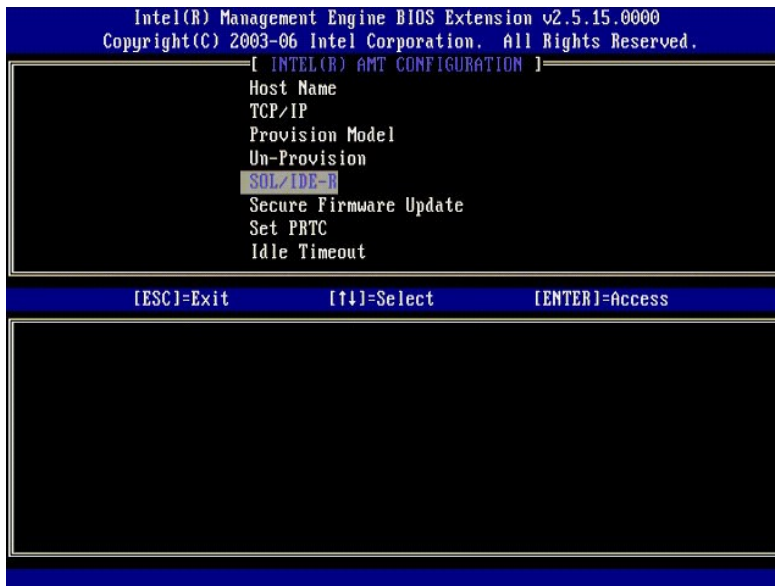 Intel(R) Management Engine BIOS Extension v2.5.15.0000
Copyright(C) 2003-06 Intel Corporation. All Rights Reserved.
[ INTEL(R) AMT CONFIGURATION ]
Host Name
TCP/IP
Provision Model
Un-Provision
SOL/IDE-R
Secure Firmware Update
Set PRTC
Idle Timeout
[ESC]=Exit [↑↓]=Select [ENTER]=Access